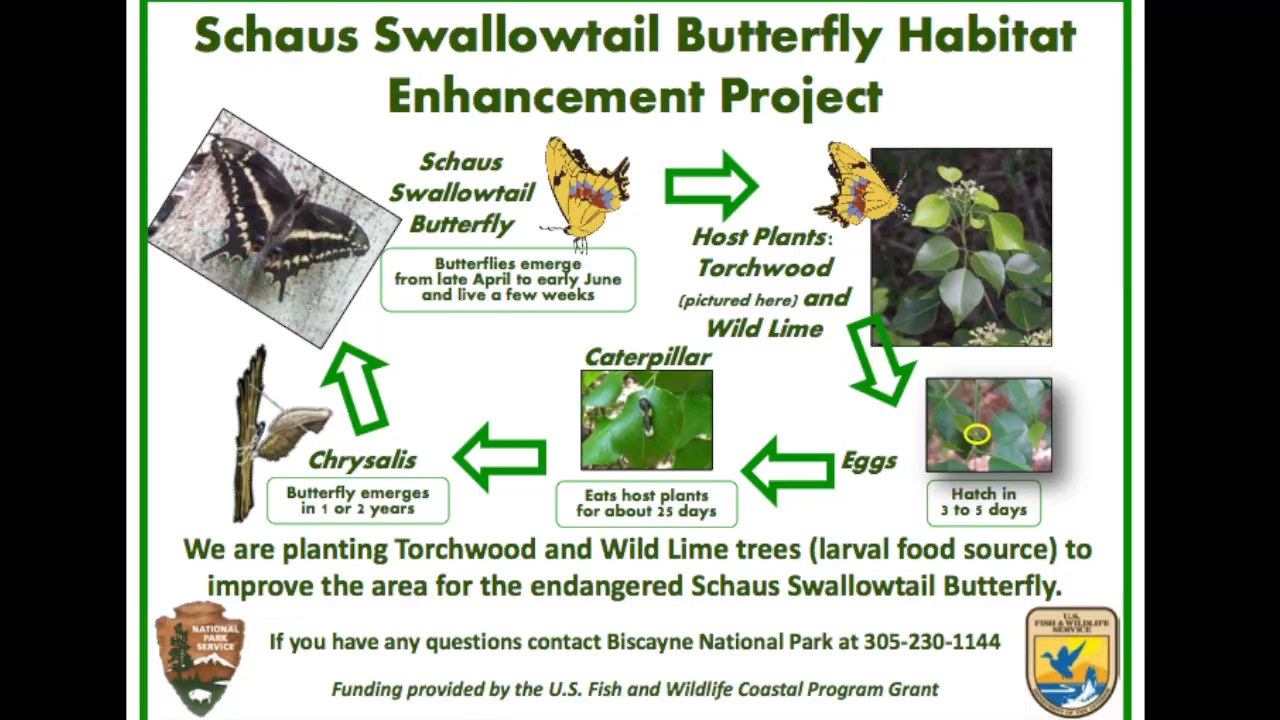 Schaus Swallowtail Butterfly Habitat
Enhancement Project
Schaus
Swallowtail
Butterfly
Butterflies emerge
from late April to early June
and live a few weeks
Host Plants:
Torchwood
(pictured here) and
Wild Lime
Eggs
Hatch in
3 to 5 days
Caterpillar
Eats host plants
for about 25 days
Chrysalis
Butterfly emerges
in 1 or 2 years
We are planting Torchwood and Wild Lime trees (larval food source) to
improve the area for the endangered Schaus Swallowtail Butterfly.
NATIONAL
PARK
SERVICE
If you have any questions contact Biscayne National Park at 305-230-1144
Funding provided by the U.S. Fish and Wildlife Coastal Program Grant
U.S.
FISH & WILDLIFE
SERVICE